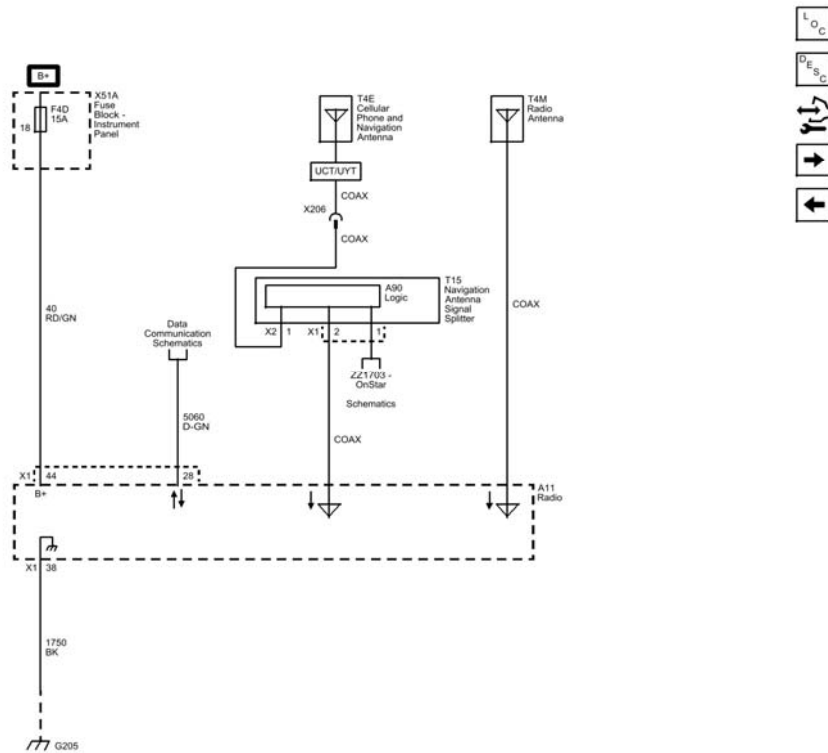 B+
X51A
Fuse
Block -
Instrument
Panel
F4D
15A
18
T4E
Cellular
Phone and
Navigation
Antenna
T4M
Radio
Antenna
LOC
DESC
UCT/UYT
COAX
X206
COAX
A90
Logic
T15
Navigation
Antenna
Signal
Splitter
COAX
40
RD/GN
Data
Communication
Schematics
X2 1 X1 2 1
ZZ1703 -
OnStar
Schematics
5060
D-GN
COAX
X1 44 28
B+
A11
Radio
X1 38
1750
BK
G205